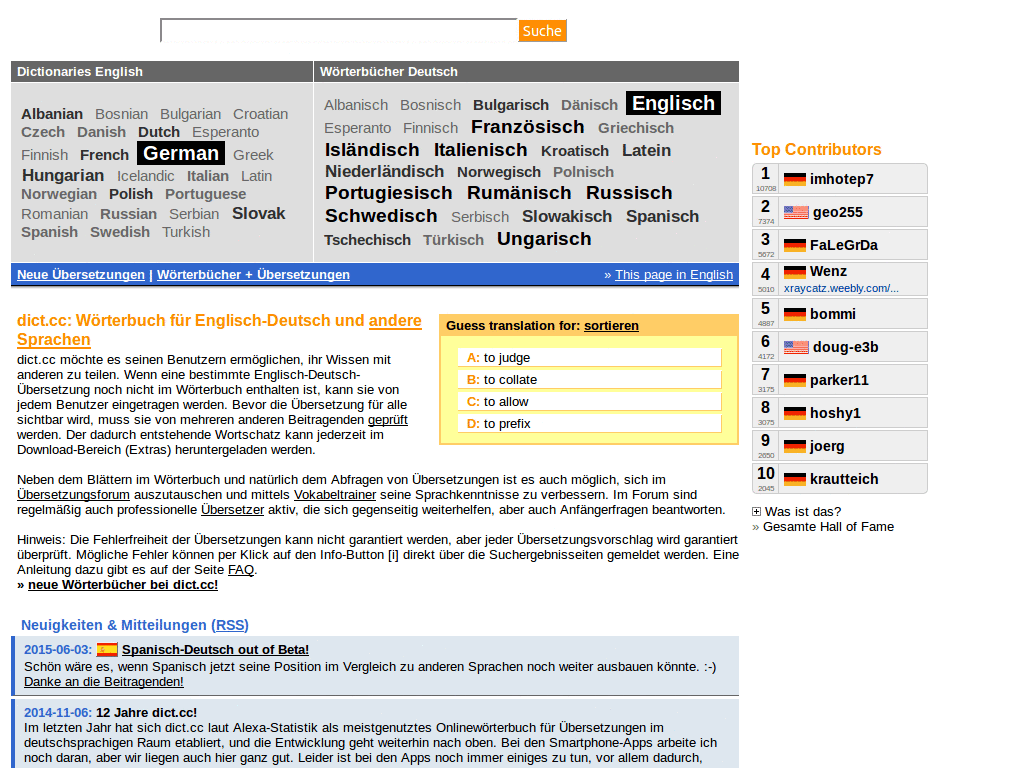 Suche
Dictionaries English
Albanian Bosnian Bulgarian Croatian
Czech Danish Dutch Esperanto
Finnish French German Greek
Hungarian Icelandic Italian Latin
Norwegian Polish Portuguese
Romanian Russian Serbian Slovak
Spanish Swedish Turkish
Wörterbücher Deutsch
Albanisch Bosnisch Bulgarisch Dänisch Englisch
Esperanto Finnisch Französisch Griechisch
Isländisch Italienisch Kroatisch Latein
Niederländisch Norwegisch Polnisch
Portugiesisch Rumänisch Russisch
Schwedisch Serbisch Slowakisch Spanisch
Tschechisch Türkisch Ungarisch
Neue Übersetzungen | Wörterbücher + Übersetzungen
» This page in English
dict.cc: Wörterbuch für Englisch-Deutsch und andere
Sprachen
dict.cc möchte es seinen Benutzern ermöglichen, ihr Wissen mit
anderen zu teilen. Wenn eine bestimmte Englisch-Deutsch-
Übersetzung noch nicht im Wörterbuch enthalten ist, kann sie von
jedem Benutzer eingetragen werden. Bevor die Übersetzung für alle
sichtbar wird, muss sie von mehreren anderen Beitragenden geprüft
werden. Der dadurch entstehende Wortschatz kann jederzeit im
Download-Bereich (Extras) heruntergeladen werden.
Guess translation for: sortieren
A: to judge
B: to collate
C: to allow
D: to prefix
Neben dem Blättern im Wörterbuch und natürlich dem Abfragen von Übersetzungen ist es auch möglich, sich im
Übersetzungsforum auszutauschen und mittels Vokabeltrainer seine Sprachkenntnisse zu verbessern. Im Forum sind
regelmäßig auch professionelle Übersetzer aktiv, die sich gegenseitig weiterhelfen, aber auch Anfängerfragen beantworten.
Hinweis: Die Fehlerfreiheit der Übersetzungen kann nicht garantiert werden, aber jeder Übersetzungsvorschlag wird garantiert
überprüft. Mögliche Fehler können per Klick auf den Info-Button [i] direkt über die Suchergebnisseiten gemeldet werden. Eine
Anleitung dazu gibt es auf der Seite FAQ.
» neue Wörterbücher bei dict.cc!
Neuigkeiten & Mitteilungen (RSS)
2015-06-03: Spanisch-Deutsch out of Beta!
Schön wäre es, wenn Spanisch jetzt seine Position im Vergleich zu anderen Sprachen noch weiter ausbauen könnte. :-)
Danke an die Beitragenden!
2014-11-06: 12 Jahre dict.cc!
Im letzten Jahr hat sich dict.cc laut Alexa-Statistik als meistgenutztes Onlinewörterbuch für Übersetzungen im
deutschsprachigen Raum etabliert, und die Entwicklung geht weiterhin nach oben. Bei den Smartphone-Apps arbeite ich
noch daran, aber wir liegen auch hier ganz gut. Leider ist bei den Apps noch immer einiges zu tun, vor allem dadurch,
Top Contributors
1 imhotep7
10708
2 geo255
7374
3 FaLeGrDa
5672
4 Wenz
5010 xraycatz.weebly.com/...
5 bommi
4887
6 doug-e3b
4172
7 parker11
3175
8 hoshy1
3075
9 joerg
2650
10 krautteich
2045
Was ist das?
» Gesamte Hall of Fame